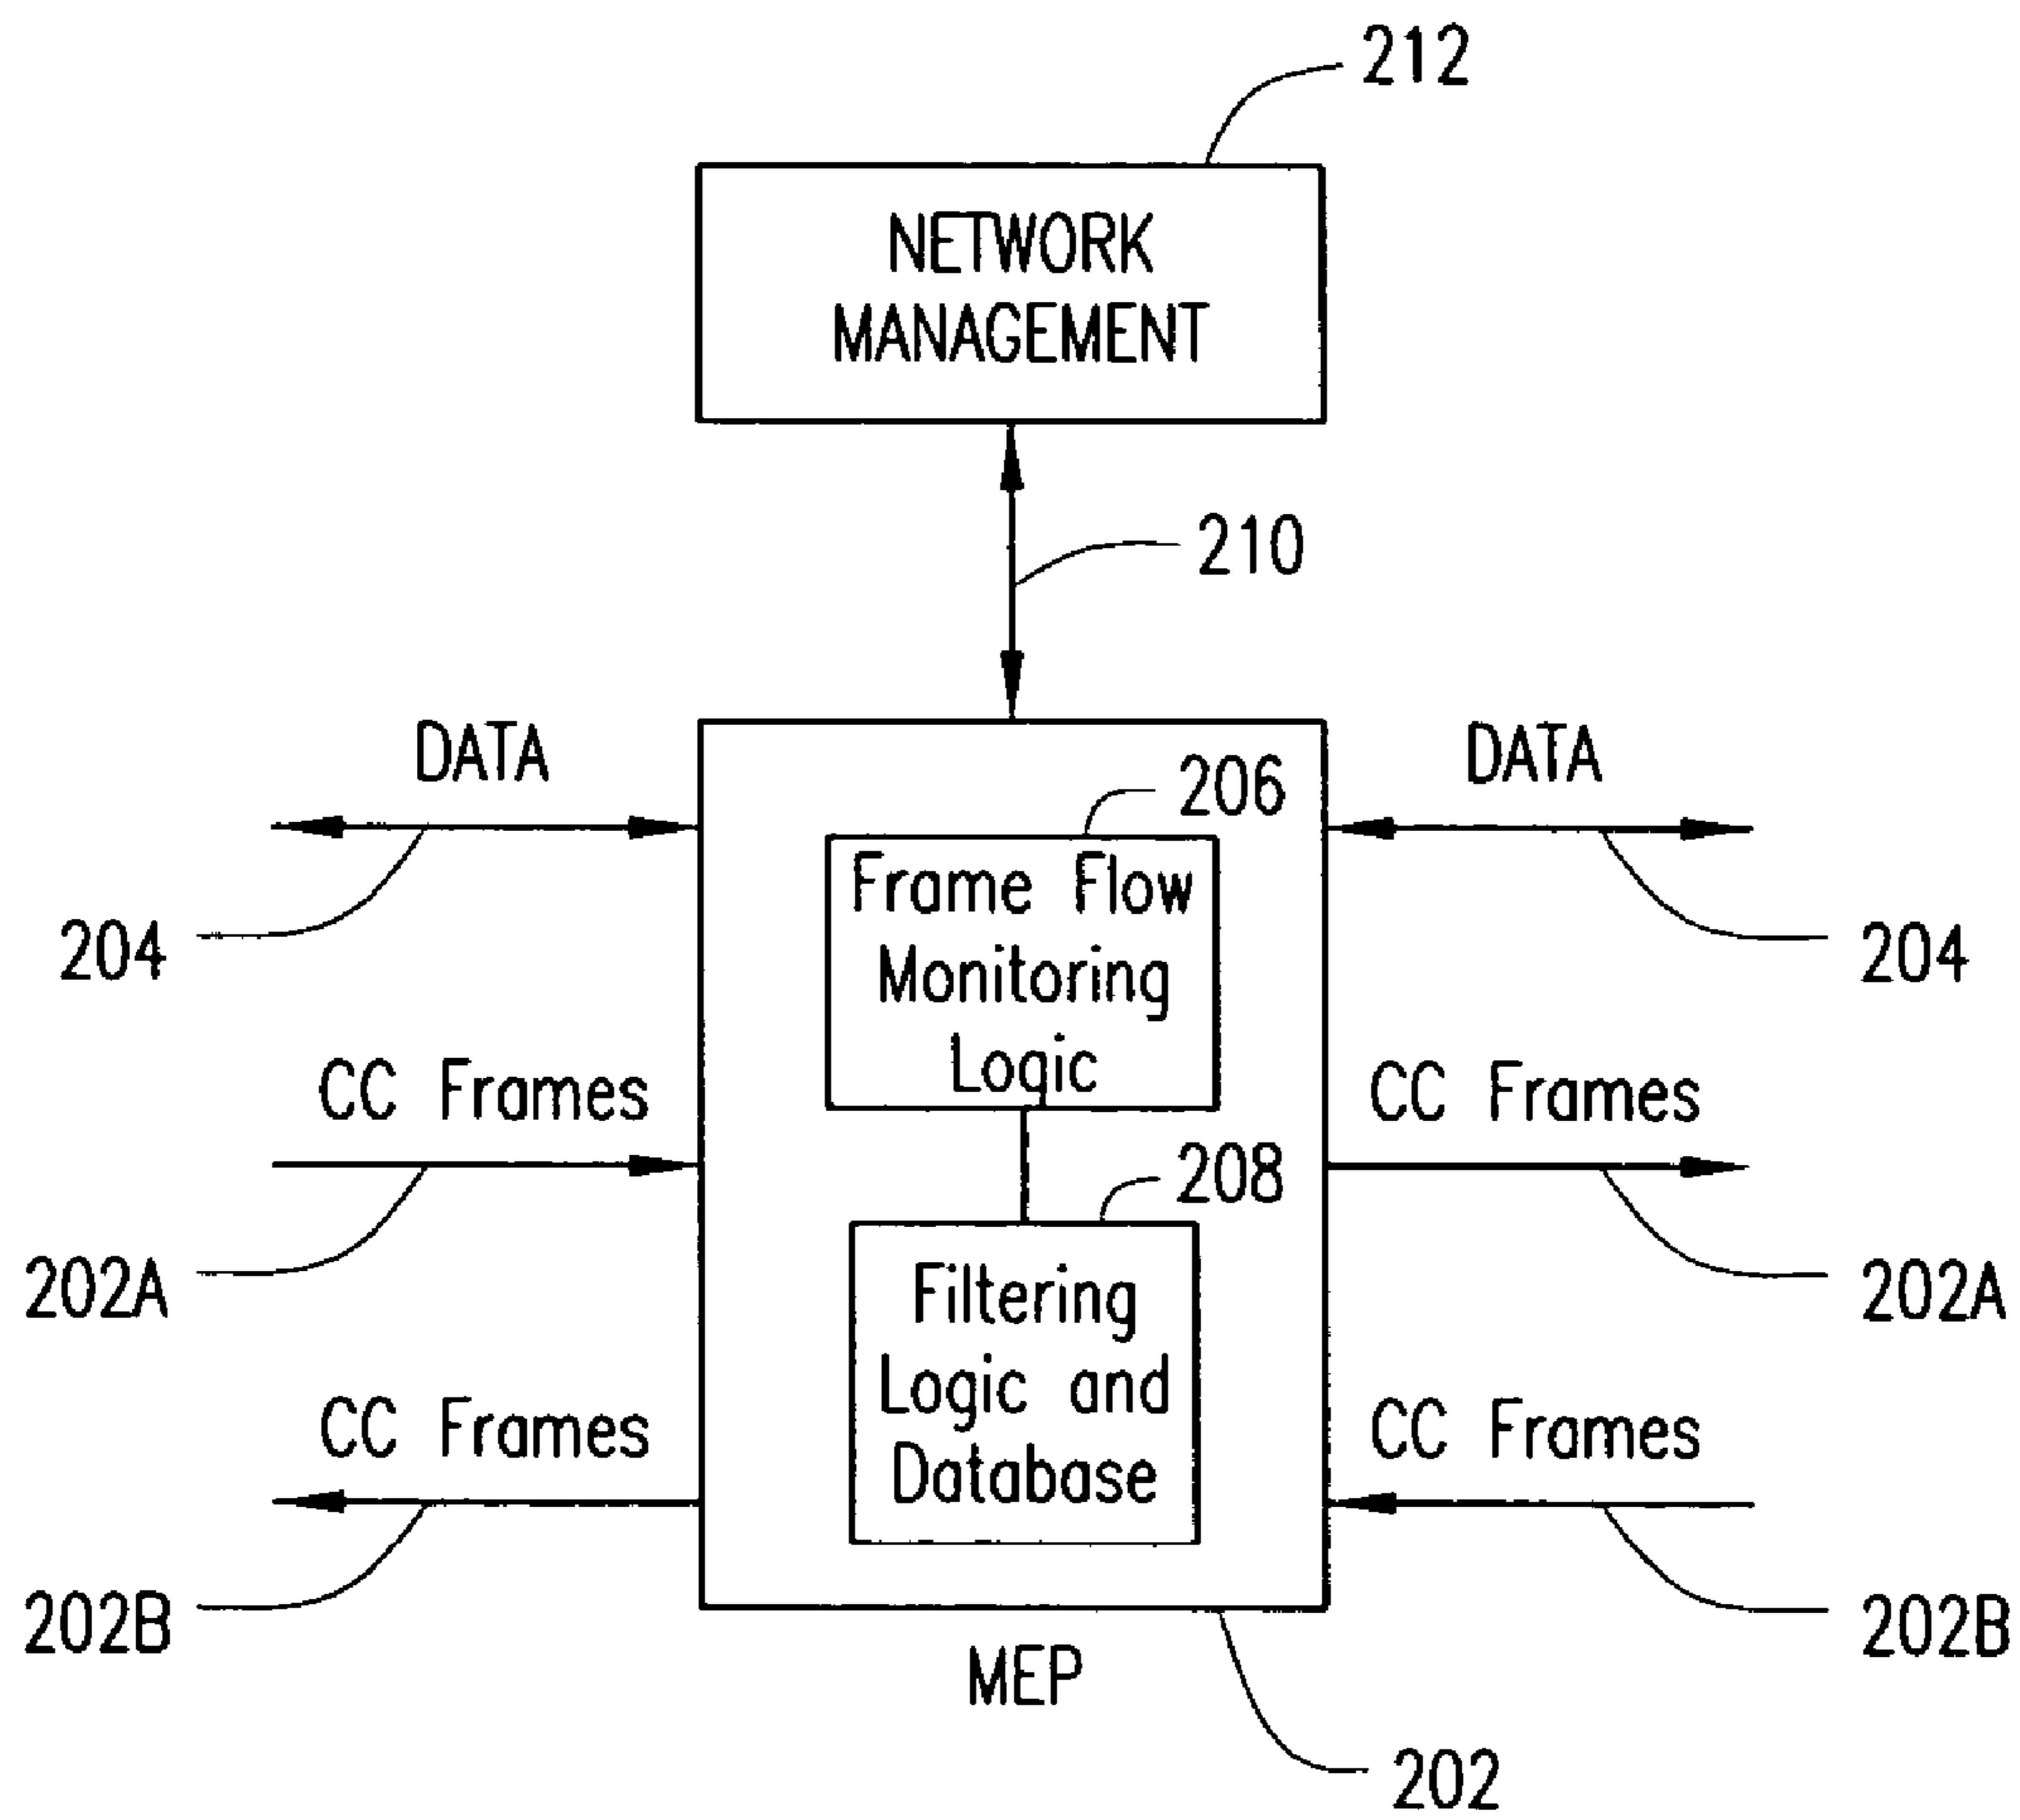 212
NETWORK
MANAGEMENT
210
DATA
DATA
206
Frame Flow
Monitoring
Logic
204
204
CC Frames
CC Frames
208
202A
202A
Filtering
Logic and
Database
CC Frames
CC Frames
202B
202B
MEP
202